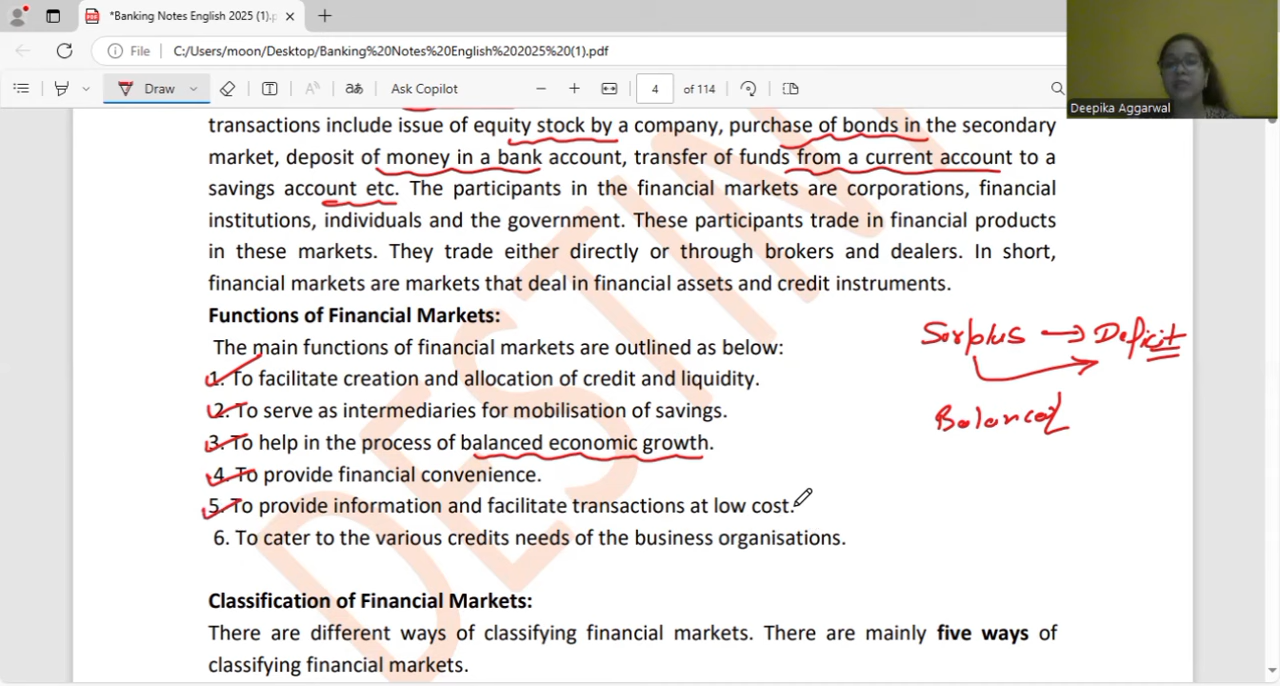 *Banking Notes English 2025 (1).p
File
C:/Users/moon/Desktop/Banking%20Notes%20English%202025%20(1).pdf
Deepika Aggarwal
Draw
aあ
Ask Copilot
4 of 114
transactions include issue of equity stock by a company, purchase of bonds in the secondary
market, deposit of money in a bank account, transfer of funds from a current account to a
savings account etc. The participants in the financial markets are corporations, financial
institutions, individuals and the government. These participants trade in financial products
in these markets. They trade either directly or through brokers and dealers. In short,
financial markets are markets that deal in financial assets and credit instruments.
Functions of Financial Markets:
The main functions of financial markets are outlined as below:
1. To facilitate creation and allocation of credit and liquidity.
2. To serve as intermediaries for mobilisation of savings.
3. To help in the process of balanced economic growth.
4. To provide financial convenience.
5. To provide information and facilitate transactions at low cost.
6. To cater to the various credits needs of the business organisations.
Surplus → Deficit
Balanced
Classification of Financial Markets:
There are different ways of classifying financial markets. There are mainly five ways of
classifying financial markets.
DESTIN